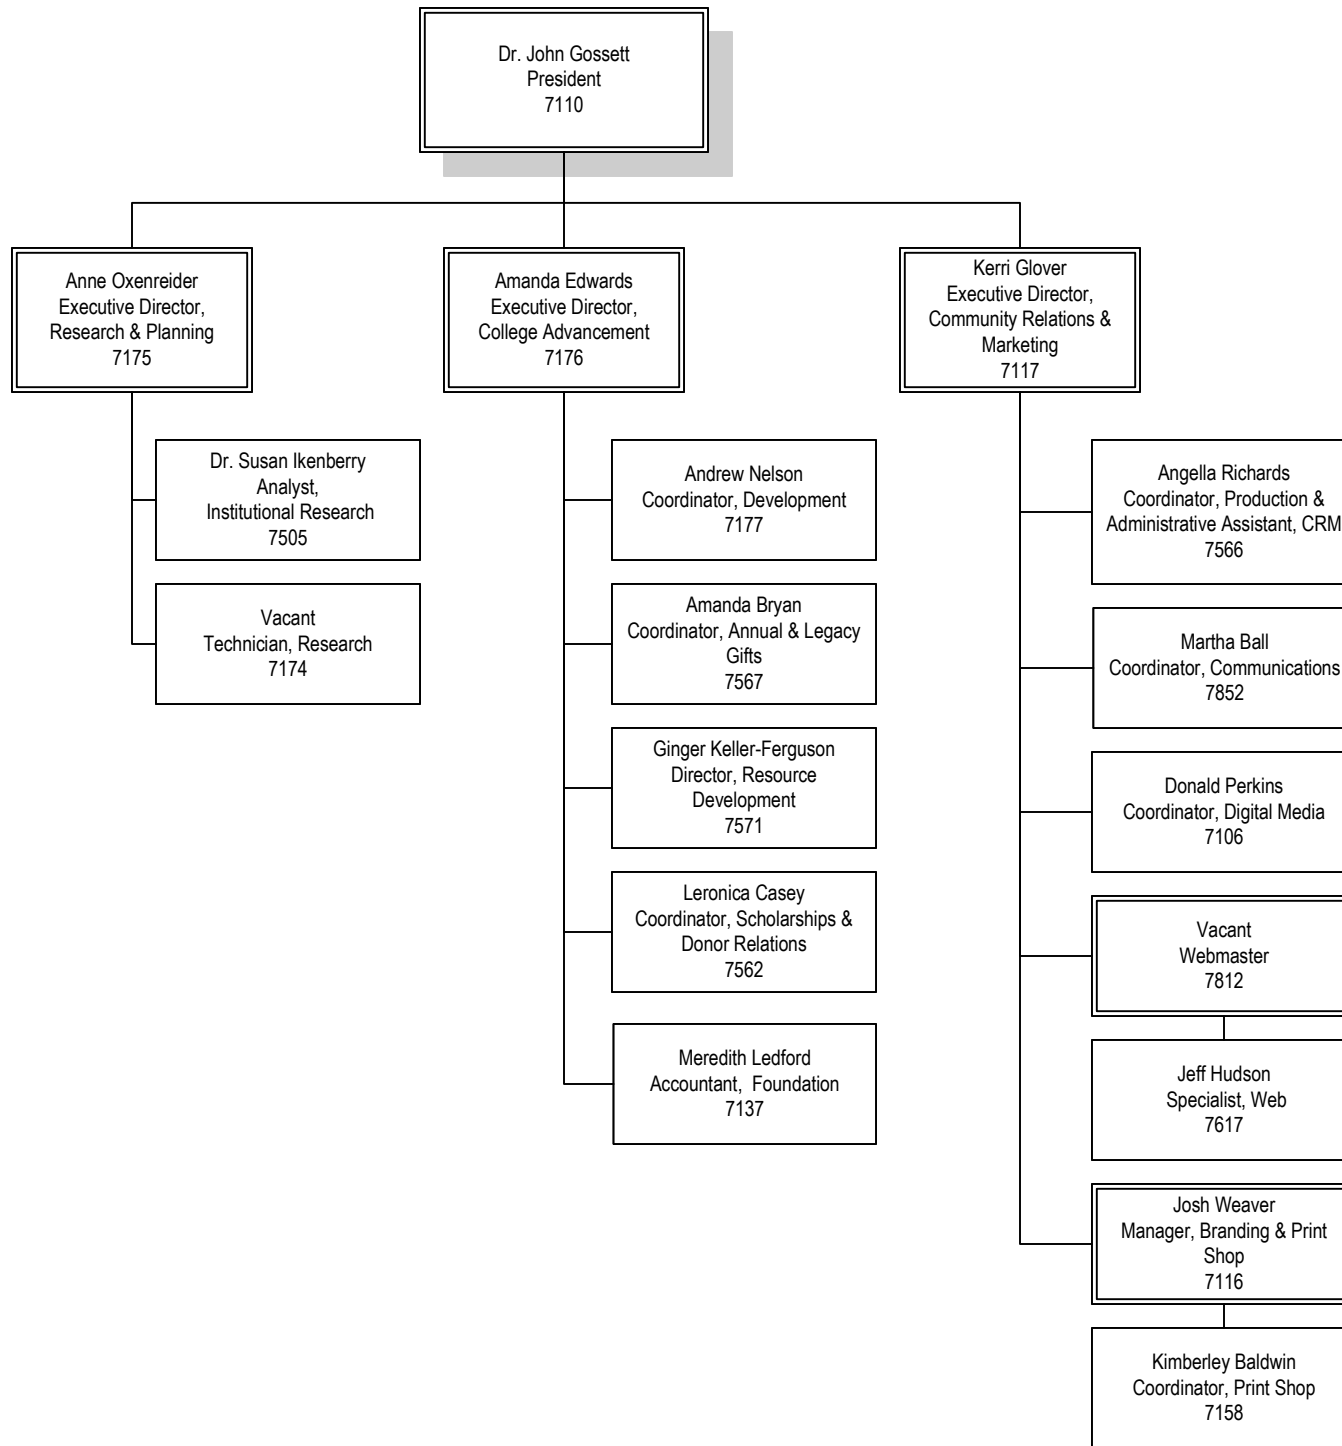 Dr. John Gossett
President
7110
Anne Oxenreider
Executive Director,
Research & Planning
7175
Amanda Edwards
Executive Director,
College Advancement
7176
Kerri Glover
Executive Director,
Community Relations &
Marketing
7117
Dr. Susan Ikenberry
Analyst,
Institutional Research
7505
Vacant
Technician, Research
7174
Andrew Nelson
Coordinator, Development
7177
Amanda Bryan
Coordinator, Annual & Legacy
Gifts
7567
Ginger Keller-Ferguson
Director, Resource
Development
7571
Leronica Casey
Coordinator, Scholarships &
Donor Relations
7562
Meredith Ledford
Accountant, Foundation
7137
Angella Richards
Coordinator, Production &
Administrative Assistant, CRM
7566
Martha Ball
Coordinator, Communications
7852
Donald Perkins
Coordinator, Digital Media
7106
Vacant
Webmaster
7812
Jeff Hudson
Specialist, Web
7617
Josh Weaver
Manager, Branding & Print
Shop
7116
Kimberley Baldwin
Coordinator, Print Shop
7158